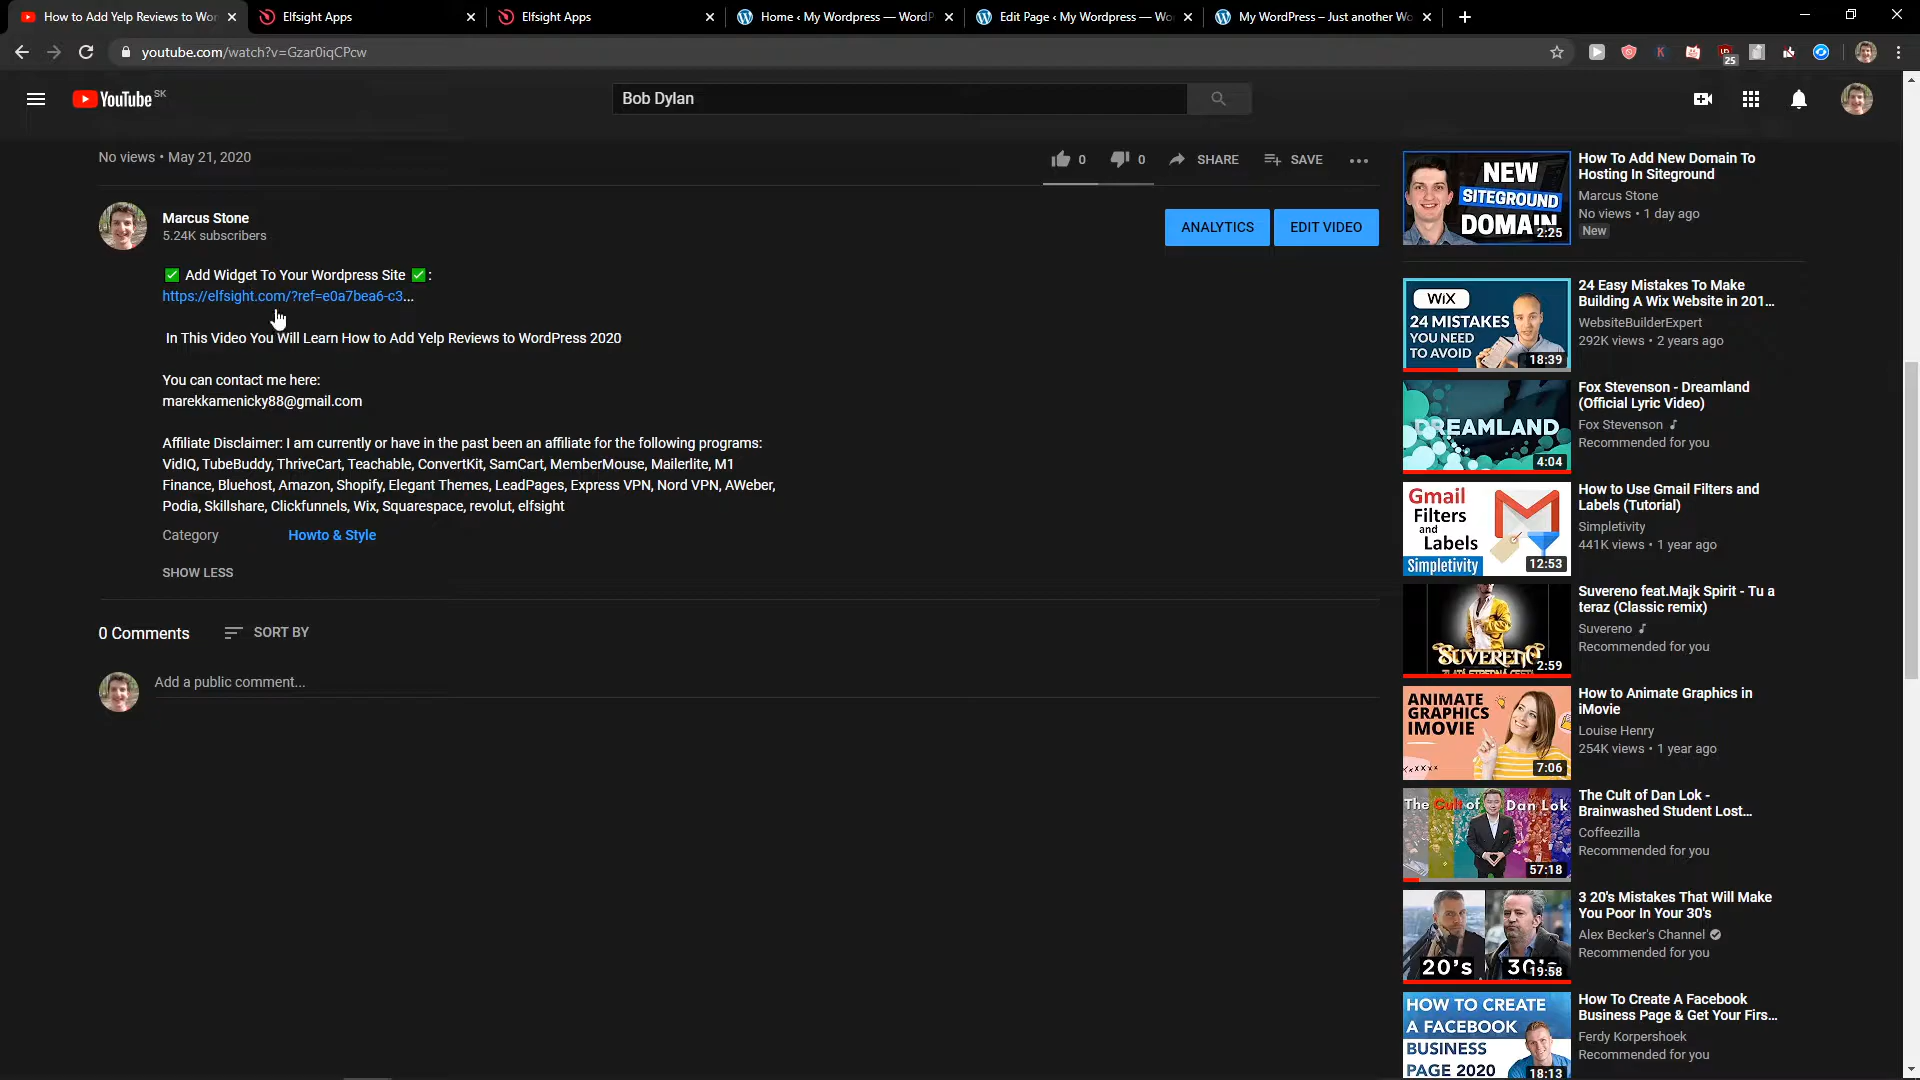 How to Add Yelp Reviews to Wor
Elfsight Apps
Elfsight Apps
Home ‹ My Wordpress — WordP
Edit Page ‹ My Wordpress — Wo
My WordPress – Just another Wo
youtube.com/watch?v=Gzar0iqCPcw
25
YouTube SK
Bob Dylan
No views • May 21, 2020
0
0
SHARE
SAVE
Marcus Stone
5.24K subscribers
ANALYTICS
EDIT VIDEO
✅ Add Widget To Your Wordpress Site ✅ :
https://elfsight.com/?ref=e0a7bea6-c3...
In This Video You Will Learn How to Add Yelp Reviews to WordPress 2020
You can contact me here:
marekkamenicky88@gmail.com
Affiliate Disclaimer: I am currently or have in the past been an affiliate for the following programs:
VidIQ, TubeBuddy, ThriveCart, Teachable, ConvertKit, SamCart, MemberMouse, Mailerlite, M1
Finance, Bluehost, Amazon, Shopify, Elegant Themes, LeadPages, Express VPN, Nord VPN, AWeber,
Podia, Skillshare, Clickfunnels, Wix, Squarespace, revolut, elfsight
Category
Howto & Style
SHOW LESS
0 Comments
SORT BY
Add a public comment...
NEW
SITEGROUND
DOMAIN
2:25
How To Add New Domain To
Hosting In Siteground
Marcus Stone
No views • 1 day ago
New
WiX
24 MISTAKES
YOU NEED
TO AVOID
18:39
24 Easy Mistakes To Make
Building A Wix Website in 201...
WebsiteBuilderExpert
292K views • 2 years ago
DREAMLAND
4:04
Fox Stevenson - Dreamland
(Official Lyric Video)
Fox Stevenson
Recommended for you
Gmail
Filters
and
Labels
Simpletivity
12:53
How to Use Gmail Filters and
Labels (Tutorial)
Simpletivity
441K views • 1 year ago
SUVERENO
2:59
Suvereno feat.Majk Spirit - Tu a
teraz (Classic remix)
Suvereno
Recommended for you
ANIMATE
GRAPHICS
IMOVIE
7:06
How to Animate Graphics in
iMovie
Louise Henry
254K views • 1 year ago
The Cult of Dan Lok
57:18
The Cult of Dan Lok -
Brainwashed Student Lost...
Coffeezilla
Recommended for you
20's
30's
19:58
3 20's Mistakes That Will Make
You Poor In Your 30's
Alex Becker's Channel
Recommended for you
HOW TO CREATE
A FACEBOOK
BUSINESS
PAGE 2020
18:13
How To Create A Facebook
Business Page & Get Your Firs...
Ferdy Korpershoek
Recommended for you